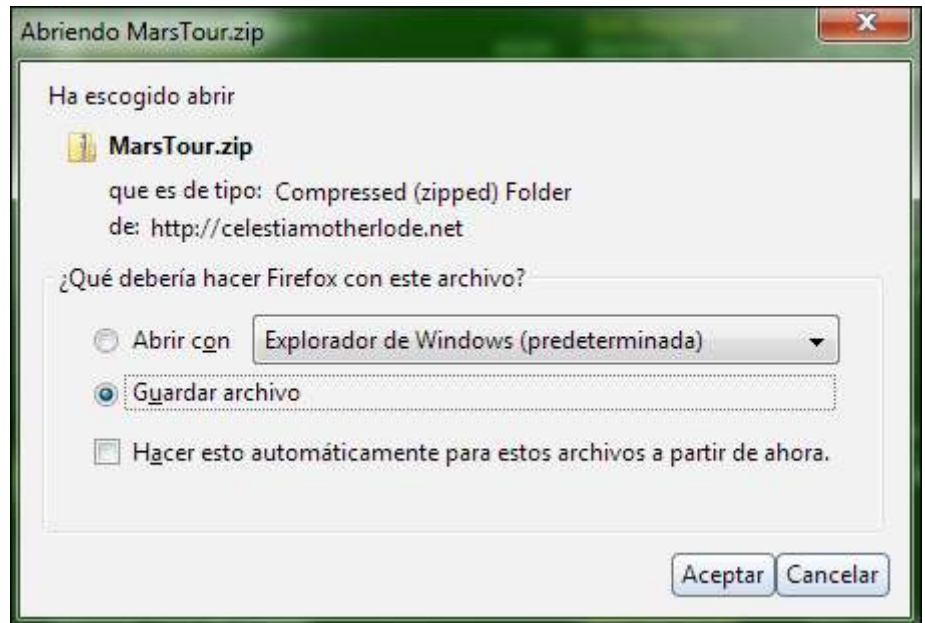 Abriendo MarsTour.zip
Ha escogido abrir
MarsTour.zip
que es de tipo: Compressed (zipped) Folder
de: http://celestiamotherlode.net
¿Qué debería hacer Firefox con este archivo?
Abrir con Explorador de Windows (predeterminada)
Guardar archivo
Hacer esto automáticamente para estos archivos a partir de ahora.
Aceptar Cancelar